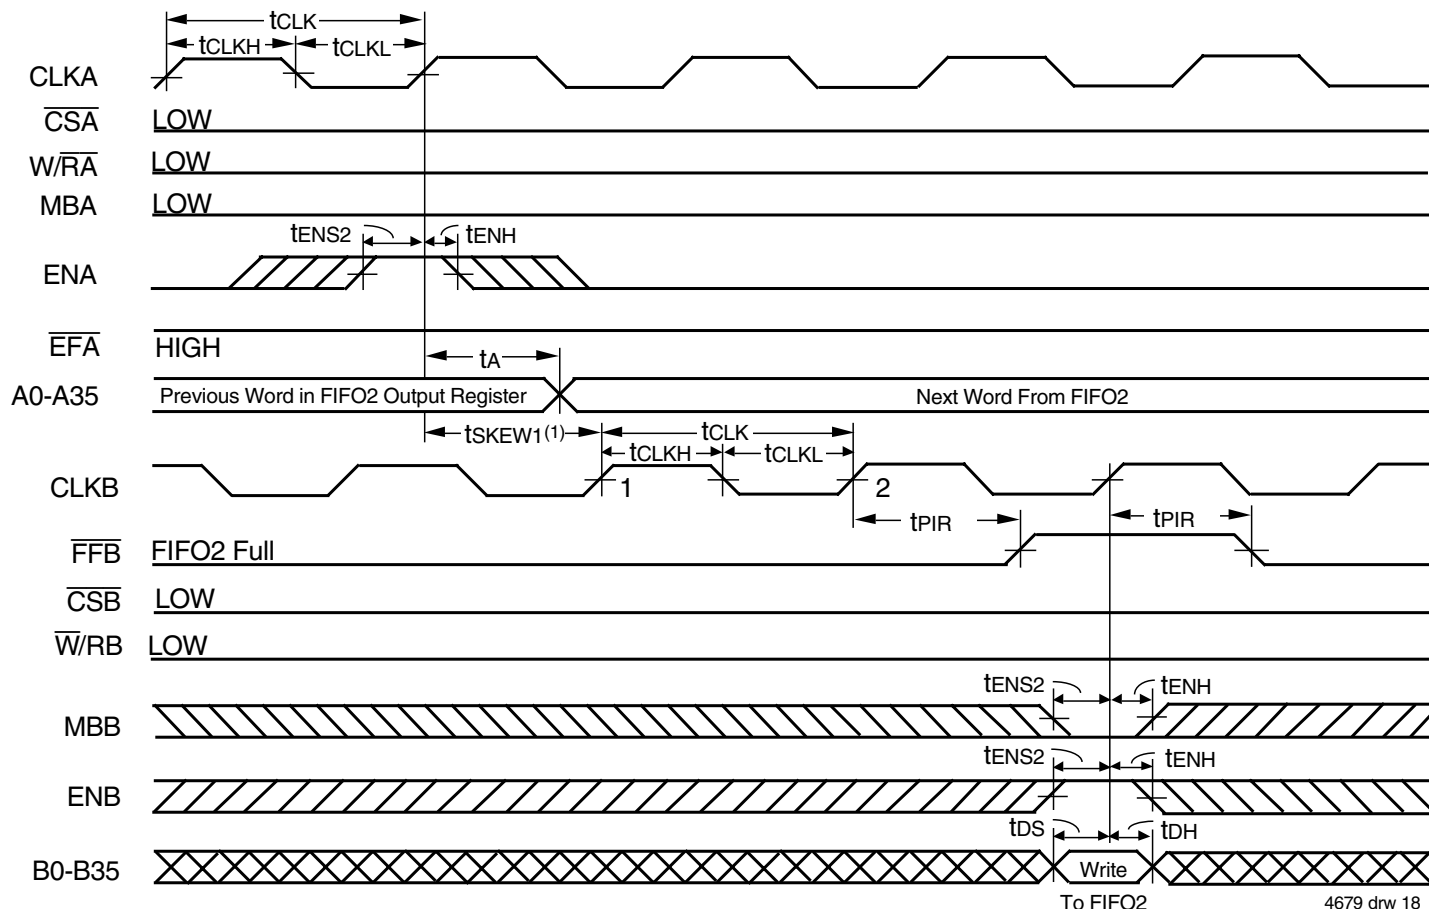 tCLK
tCLKH tCLKL
CLKA
CSA LOW
W/RA LOW
MBA LOW
tENS2 tENH
ENA
EFA HIGH
tA
A0-A35 Previous Word in FIFO2 Output Register Next Word From FIFO2
tSKEW1(1) tCLK
tCLKH tCLKL
CLKB 1 2
tPIR tPIR
FFB FIFO2 Full
CSB LOW
W/RB LOW
tENS2 tENH
MBB
tENS2 tENH
ENB
tDS tDH
B0-B35 Write
To FIFO2
4679 drw 18